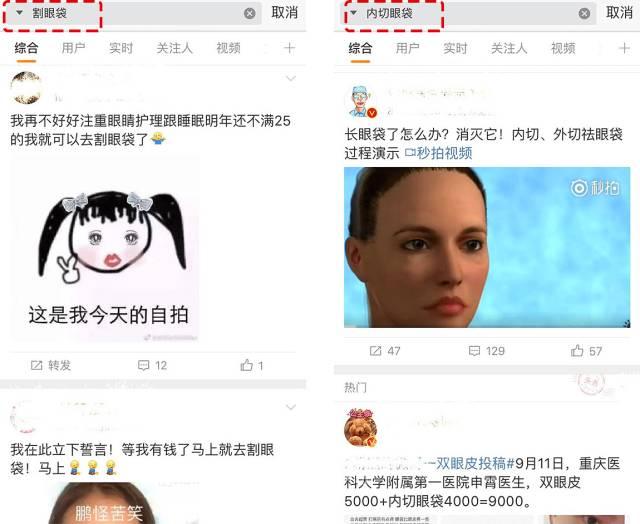 割眼袋
取消
综合 用户 实时 关注人 视频
我再不好好注重眼睛护理跟睡眠明年还不满25
的我就可以去割眼袋了
这是我今天的自拍
转发 12 1
我在此立下誓言！等我有钱了马上就去割眼
袋！马上
鹏怪苦笑
内切眼袋
取消
综合 用户 实时 关注人 视频
长眼袋了怎么办？消灭它！内切、外切祛眼袋
过程演示 秒拍视频
秒拍
47 129 57
热门
~双眼皮投稿#9月11日，重庆医
科大学附属第一医院申霄医生，双眼皮
5000+内切眼袋4000=9000。